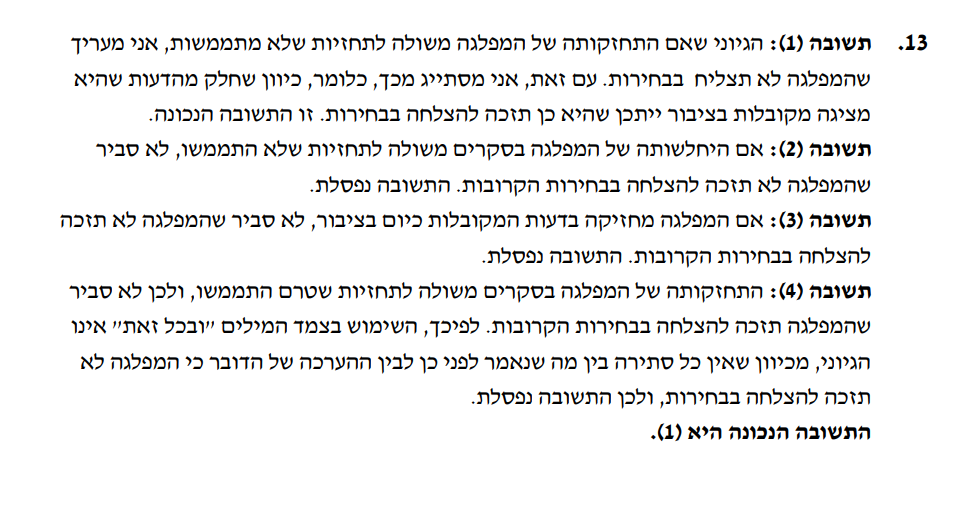 13. תשובה (1): הגיוני שאם התחזקותה של המפלגה משולה לתחזיות שלא מתממשות, אני מעריך
שהמפלגה לא תצליח בבחירות. עם זאת, אני מסתייג מכך, כלומר, כיוון שחלק מהדעות שהיא
מציגה מקובלות בציבור ייתכן שהיא כן תזכה להצלחה בבחירות. זו התשובה הנכונה.
תשובה (2): אם היחלשותה של המפלגה בסקרים משולה לתחזיות שלא התממשו, לא סביר
שהמפלגה לא תזכה להצלחה בבחירות הקרובות. התשובה נפסלת.
תשובה (3): אם המפלגה מחזיקה בדעות המקובלות כיום בציבור, לא סביר שהמפלגה לא תזכה
להצלחה בבחירות הקרובות. התשובה נפסלת.
תשובה (4): התחזקותה של המפלגה בסקרים משולה לתחזיות שטרם התממשו, ולכן לא סביר
שהמפלגה תזכה להצלחה בבחירות הקרובות. לפיכך, השימוש בצמד המילים "ובכל זאת" אינו
הגיוני, מכיוון שאין כל סתירה בין מה שנאמר לפני כן לבין ההערכה של הדובר כי המפלגה לא
תזכה להצלחה בבחירות, ולכן התשובה נפסלת.
התשובה הנכונה היא (1).